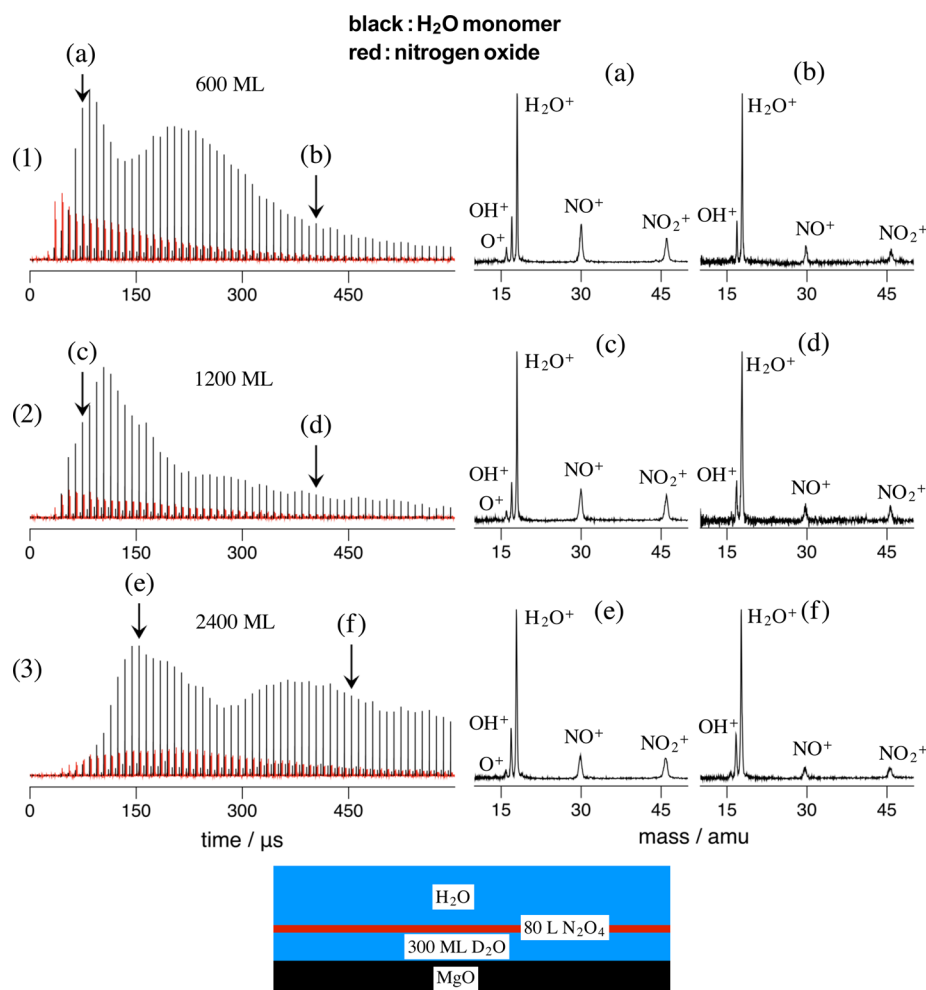 black : H₂O monomer
red : nitrogen oxide
(a)
600 ML
(1)
(b)
0 150 300 450
(a)
H₂O⁺
OH⁺
O⁺
NO⁺
NO₂⁺
15 30 45
(b)
H₂O⁺
OH⁺
NO⁺
NO₂⁺
15 30 45
(c)
1200 ML
(2)
(d)
0 150 300 450
(c)
H₂O⁺
OH⁺
O⁺
NO⁺
NO₂⁺
15 30 45
(d)
H₂O⁺
OH⁺
NO⁺
NO₂⁺
15 30 45
(e)
2400 ML
(3)
(f)
0 150 300 450
time / µs
(e)
H₂O⁺
OH⁺
O⁺
NO⁺
NO₂⁺
15 30 45
(f)
H₂O⁺
OH⁺
NO⁺
NO₂⁺
15 30 45
mass / amu
H₂O
80 L N₂O₄
300 ML D₂O
MgO